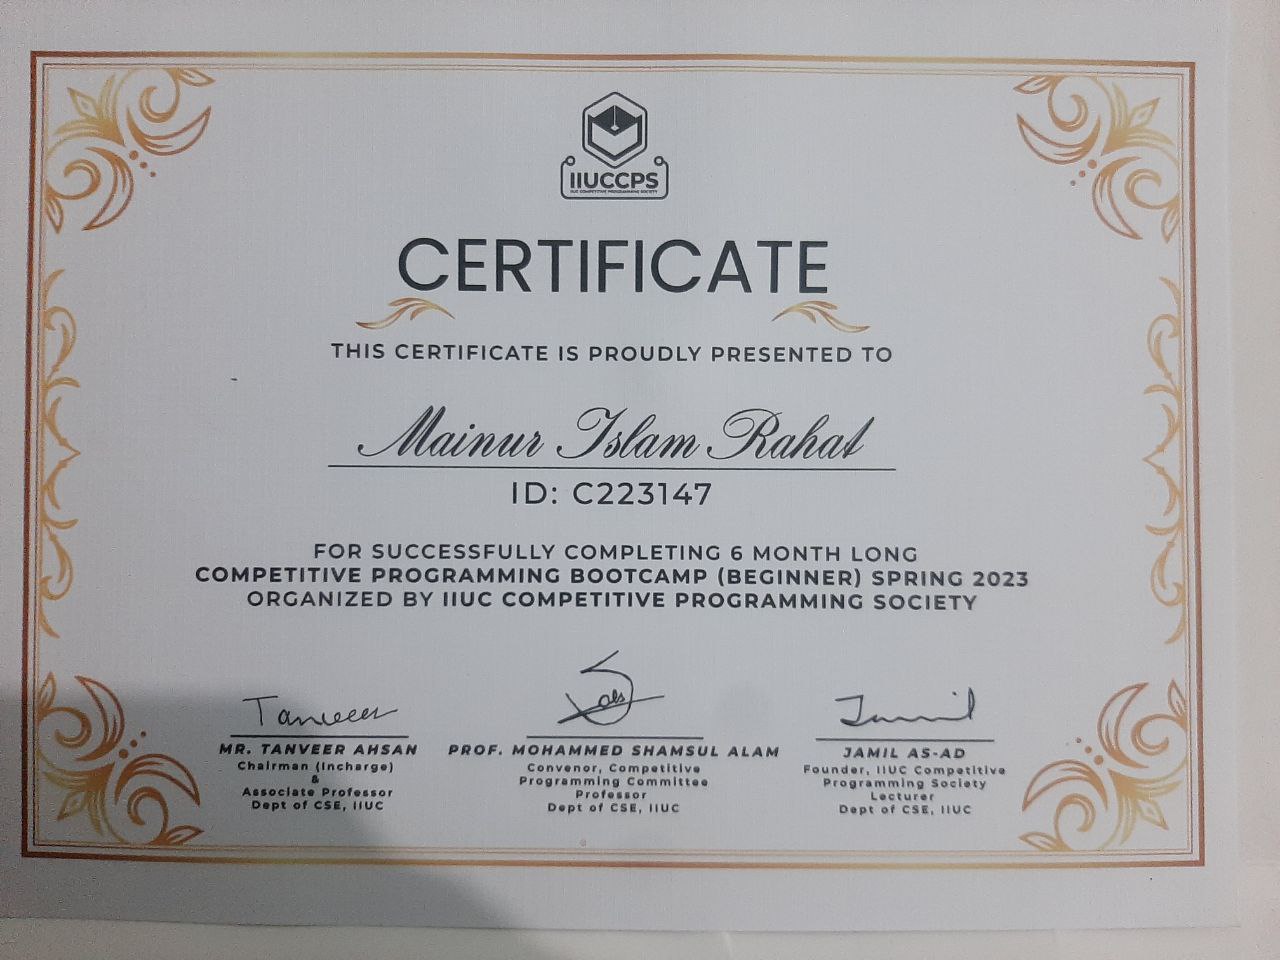 IIUCCPS
IIUC COMPETITIVE PROGRAMMING SOCIETY
CERTIFICATE
THIS CERTIFICATE IS PROUDLY PRESENTED TO
Mainur Islam Rahat
ID: C223147
FOR SUCCESSFULLY COMPLETING 6 MONTH LONG
COMPETITIVE PROGRAMMING BOOTCAMP (BEGINNER) SPRING 2023
ORGANIZED BY IIUC COMPETITIVE PROGRAMMING SOCIETY
Tanveer
MR. TANVEER AHSAN
Chairman (Incharge)
&
Associate Professor
Dept of CSE, IIUC
PROF. MOHAMMED SHAMSUL ALAM
Convenor, Competitive
Programming Committee
Professor
Dept of CSE, IIUC
Jamil
JAMIL AS-AD
Founder, IIUC Competitive
Programming Society
Lecturer
Dept of CSE, IIUC